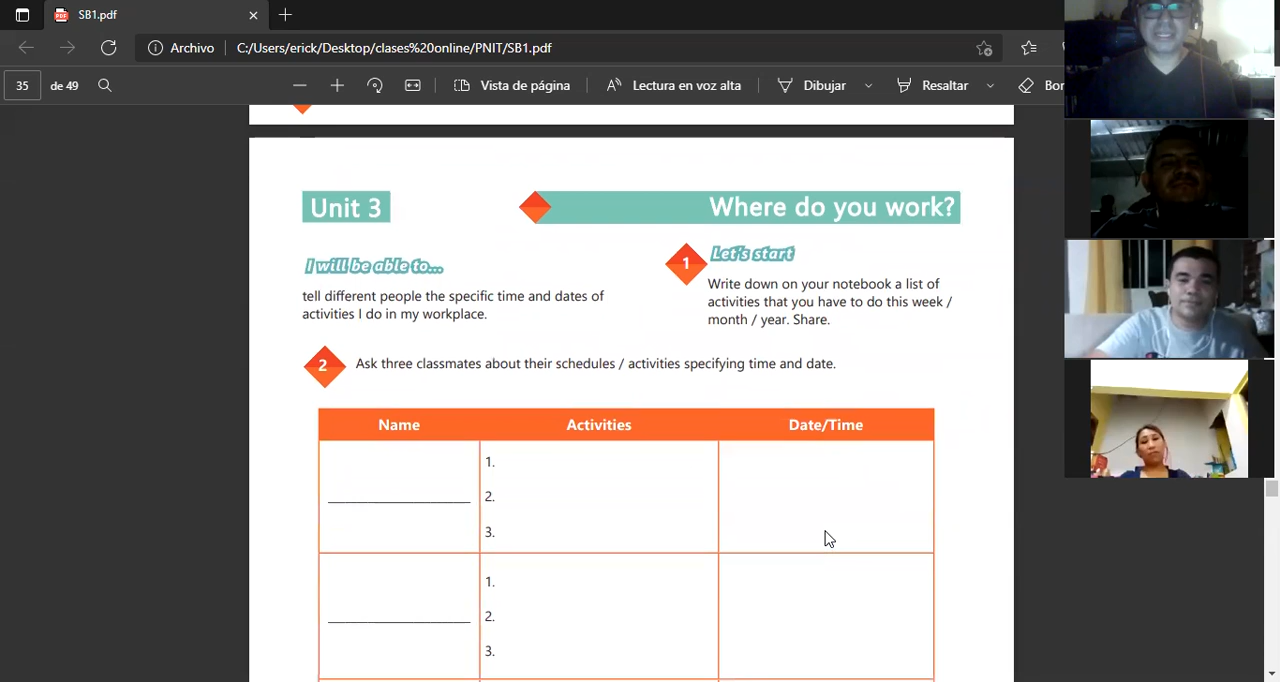 SB1.pdf
Archivo C:/Users/erick/Desktop/clases%20online/PNIT/SB1.pdf
35 de 49 Vista de página Lectura en voz alta Dibujar Resaltar
Unit 3 Where do you work?
I will be able to...
tell different people the specific time and dates of
activities I do in my workplace.
1 Let's start
Write down on your notebook a list of
activities that you have to do this week /
month / year. Share.
2 Ask three classmates about their schedules / activities specifying time and date.
Name Activities Date/Time
1.
2.
3.
1.
2.
3.